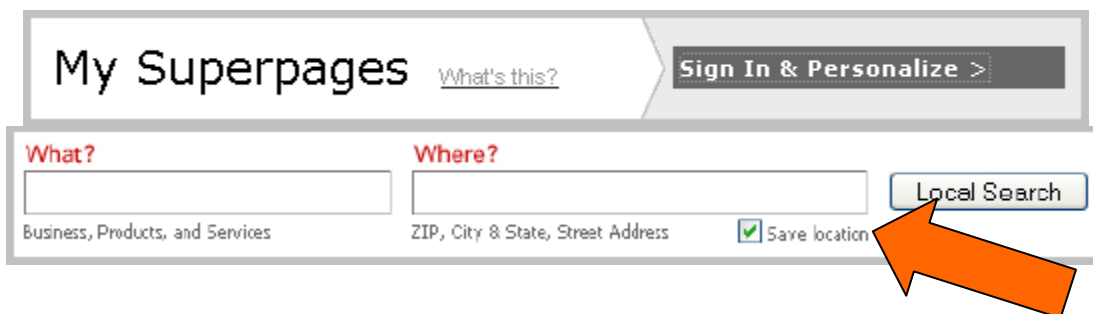 My Superpages What's this? Sign In & Personalize >
What? Where?
Local Search
Business, Products, and Services ZIP, City & State, Street Address Save location